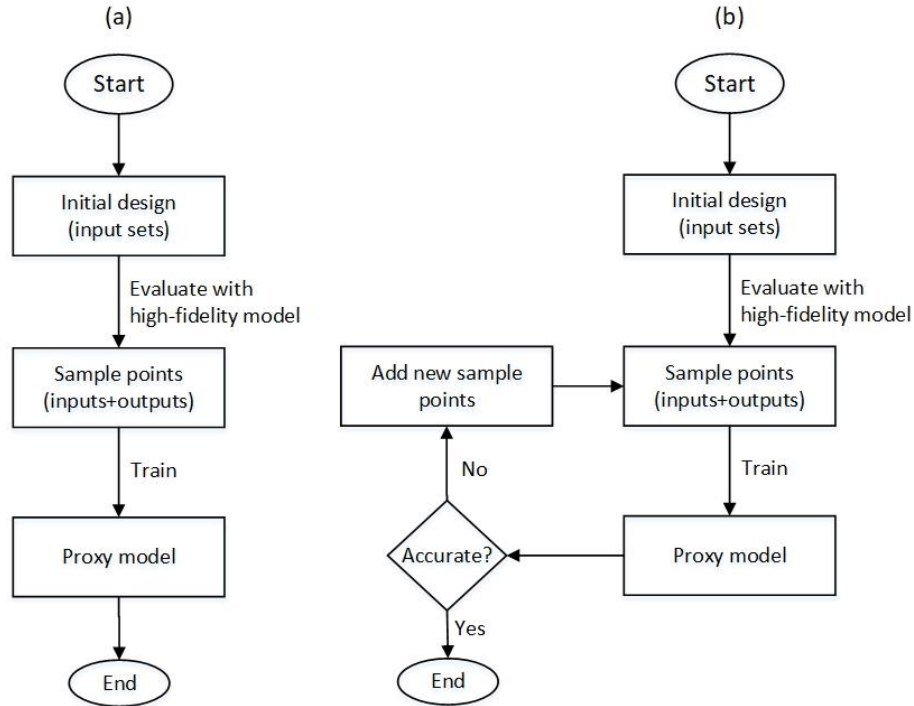 (a)
Start
Initial design
(input sets)
Evaluate with
high-fidelity model
Sample points
(inputs+outputs)
Train
Proxy model
End
(b)
Start
Initial design
(input sets)
Evaluate with
high-fidelity model
Add new sample
points
Sample points
(inputs+outputs)
No
Train
Accurate?
Proxy model
Yes
End